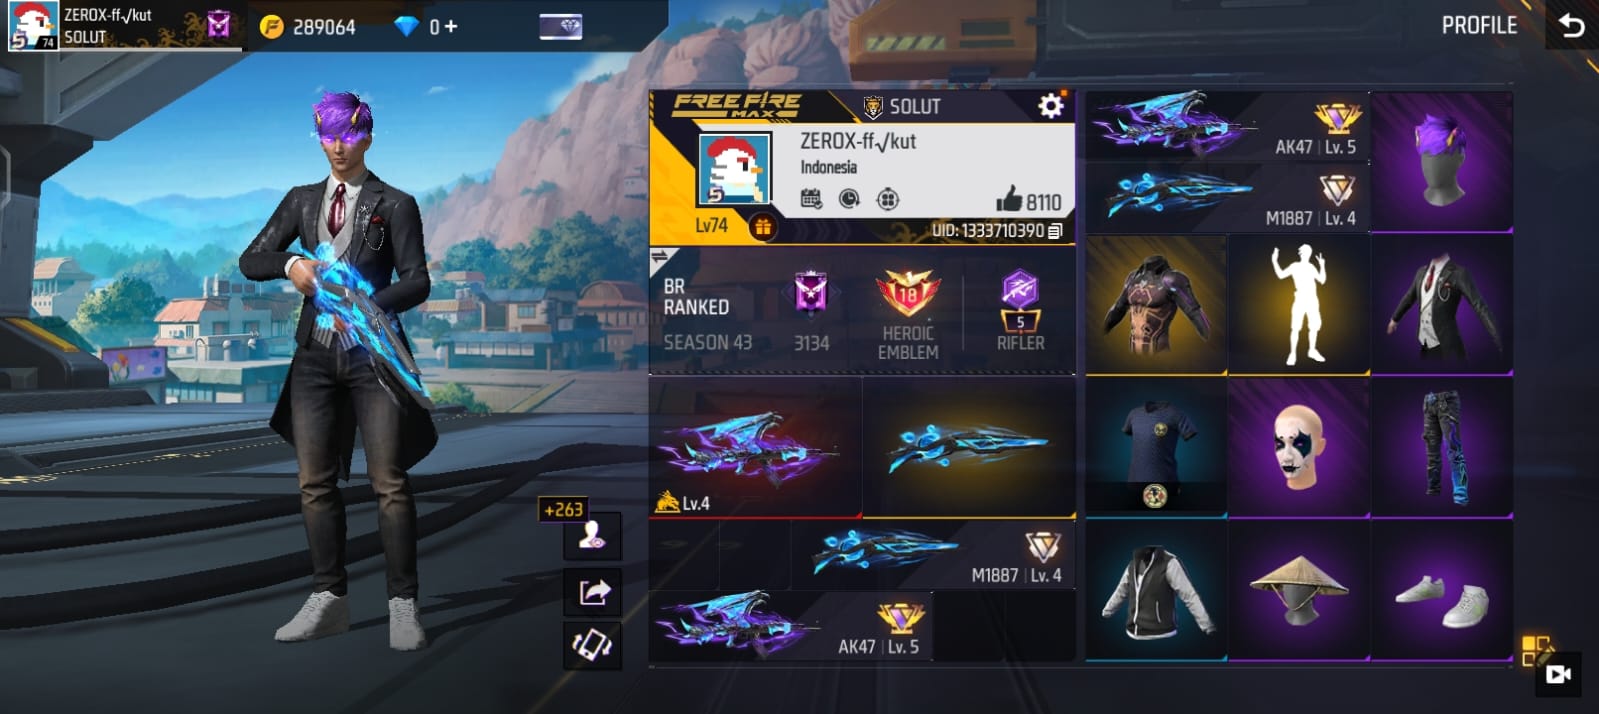 ZEROX-ff√kut
SOLUT
5
74
289064
0 +
PROFILE
FREE FIRE
MAX
SOLUT
ZEROX-ff√kut
Indonesia
5
8110
Lv74
UID: 1333710390
BR
RANKED
SEASON 43
3134
18
HEROIC
EMBLEM
5
RIFLER
Lv.4
M1887 | Lv. 4
AK47 | Lv. 5
+263
AK47 | Lv. 5
M1887 | Lv. 4